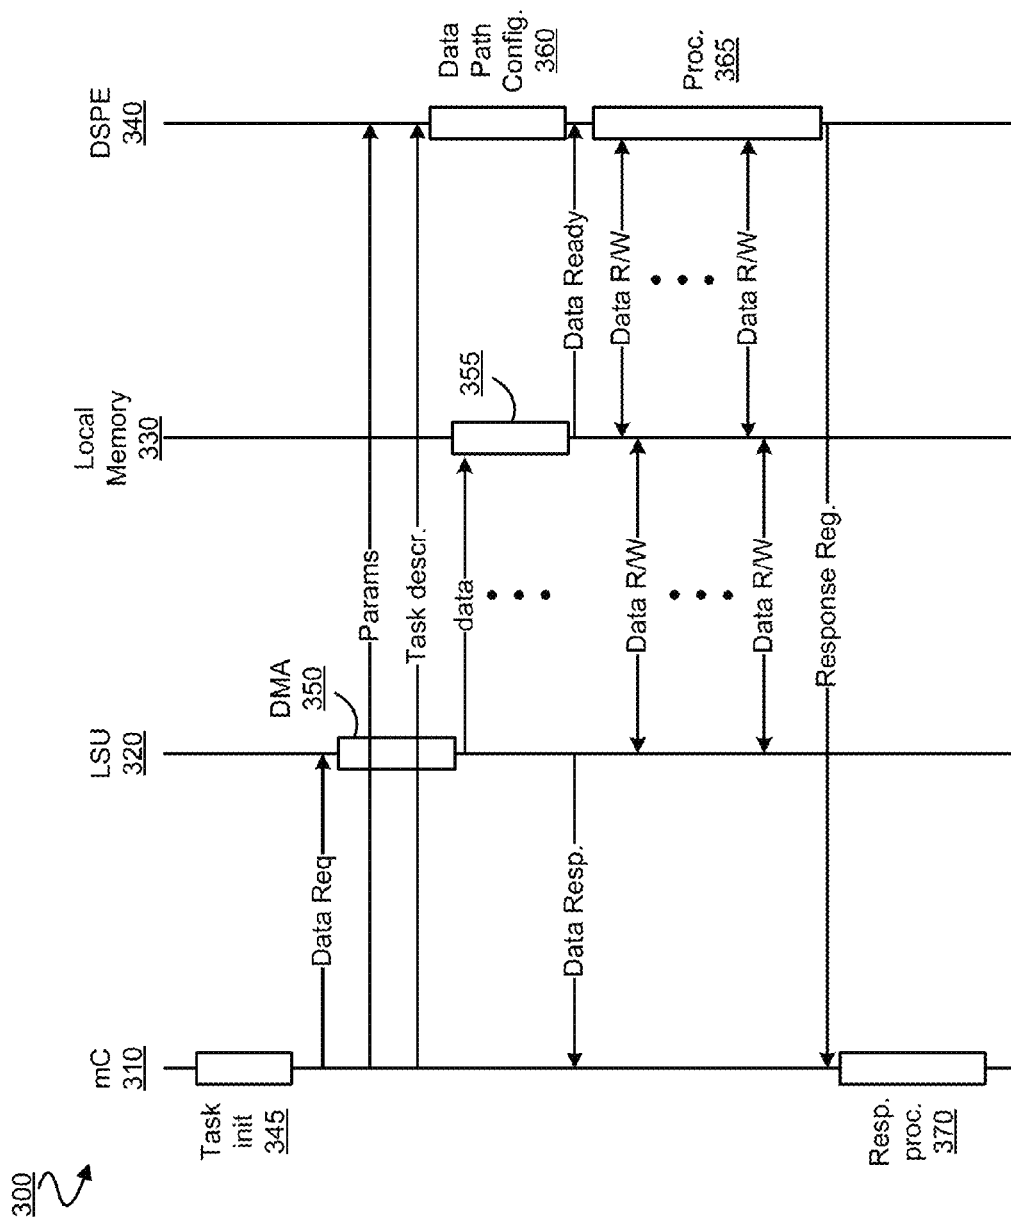 300
mC
310
LSU
320
Local
Memory
330
DSPE
340
Task
init
345
Data Req
DMA
350
Params
Task descr.
data
355
Data
Path
Config.
360
Data Resp.
Data Ready
Proc.
365
Data R/W
Data R/W
Data R/W
Data R/W
Response Reg.
Resp.
proc.
370